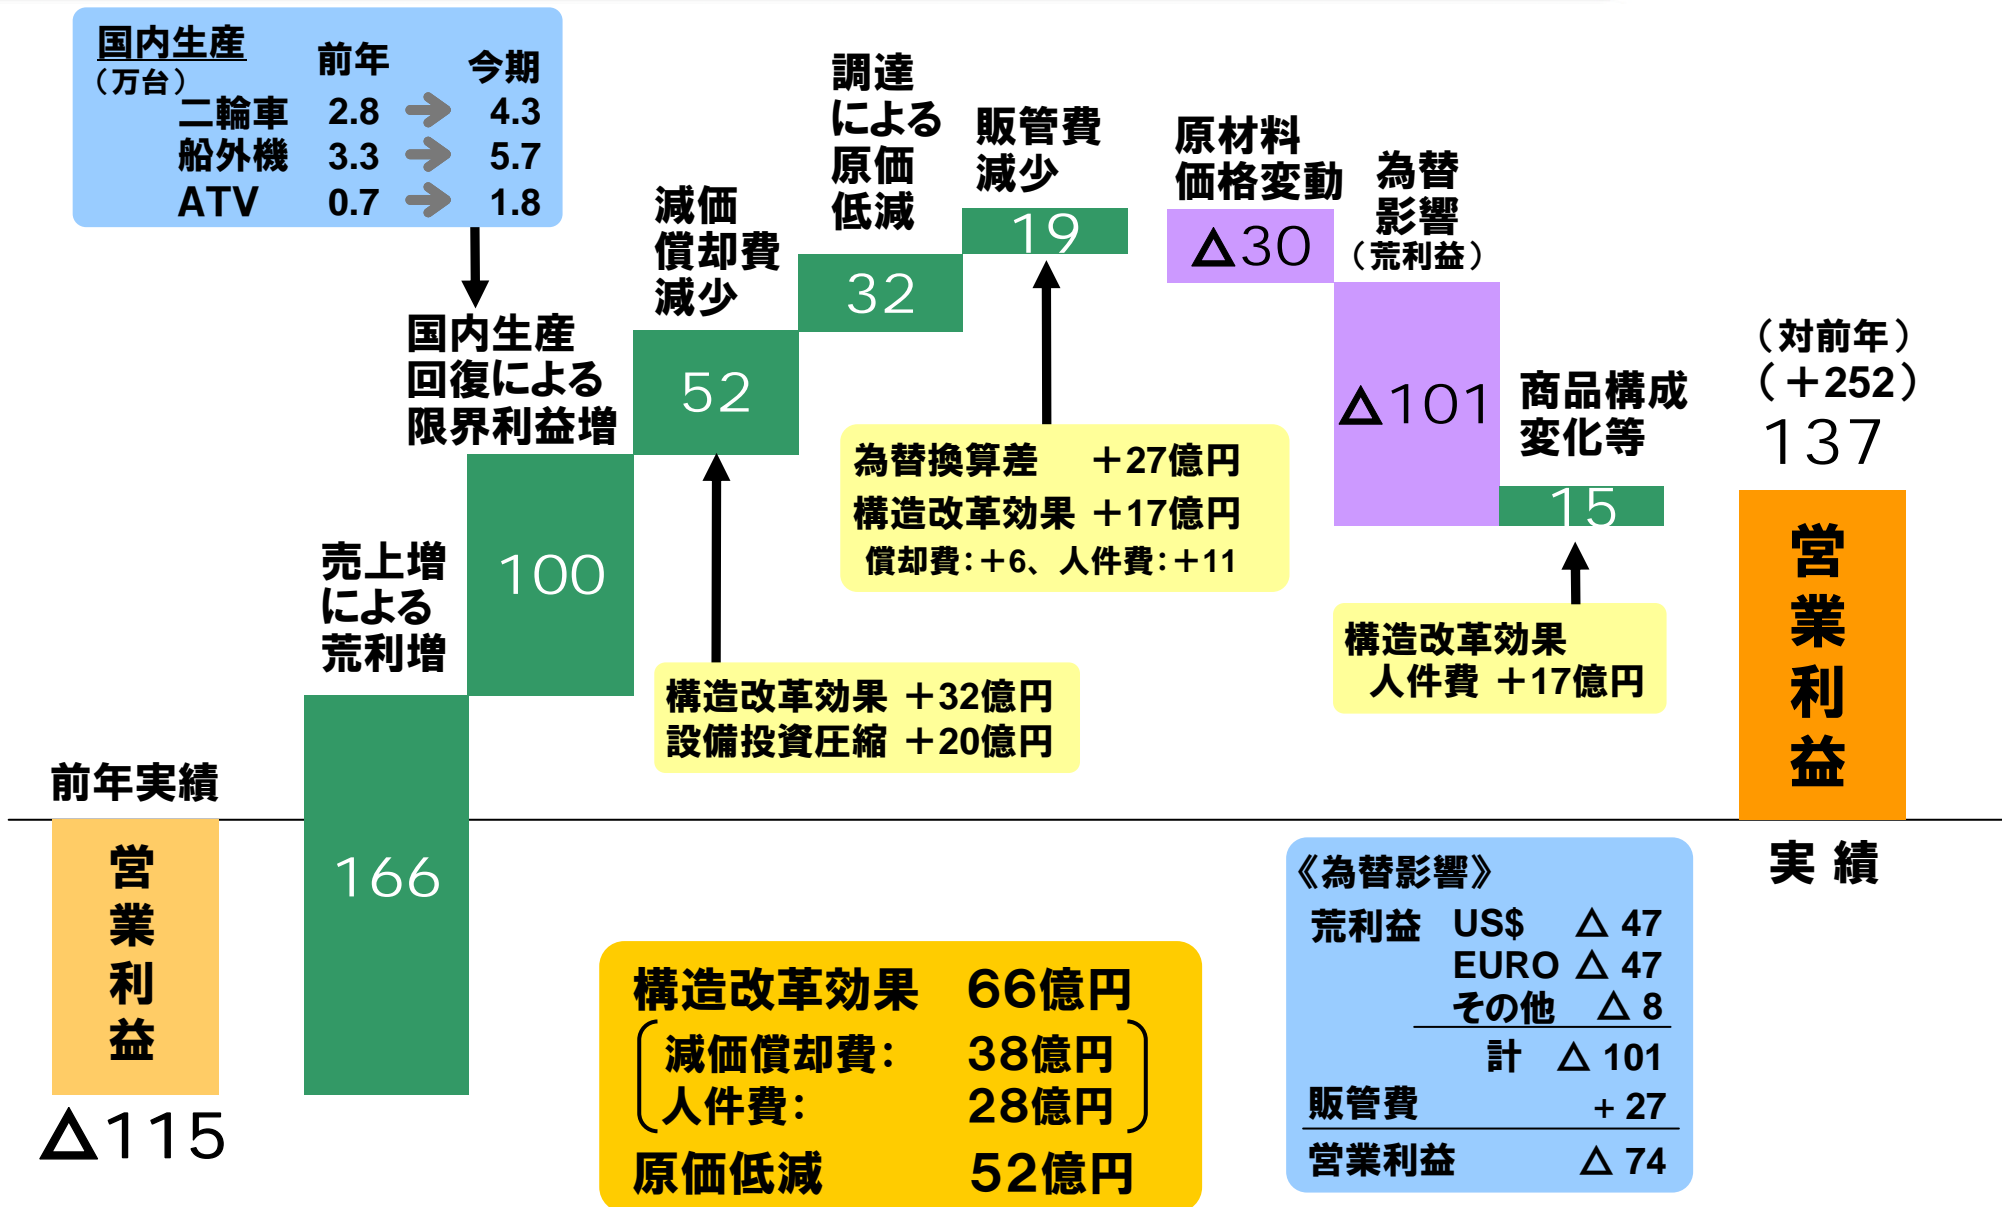 国内生産 前年 今期
（万台）
二輪車 2.8 4.3
船外機 3.3 5.7
ATV 0.7 1.8
調達
による
原価
低減
販管費
減少
原材料
価格変動
為替
影響
（荒利益）
減価
償却費
減少
国内生産
回復による
限界利益増
売上増
による
荒利増
商品構成
変化等
（対前年）
（＋252）
137
19
△30
32
52
△101
15
100
166
為替換算差 ＋27億円
構造改革効果 ＋17億円
償却費：＋6、人件費：＋11
構造改革効果 ＋32億円
設備投資圧縮 ＋20億円
構造改革効果
人件費 ＋17億円
営業利益
実 績
前年実績
営業利益
△115
構造改革効果 66億円
減価償却費： 38億円
人件費： 28億円
原価低減 52億円
《為替影響》
荒利益 US$ △ 47
EURO △ 47
その他 △ 8
計 △ 101
販管費 + 27
営業利益 △ 74